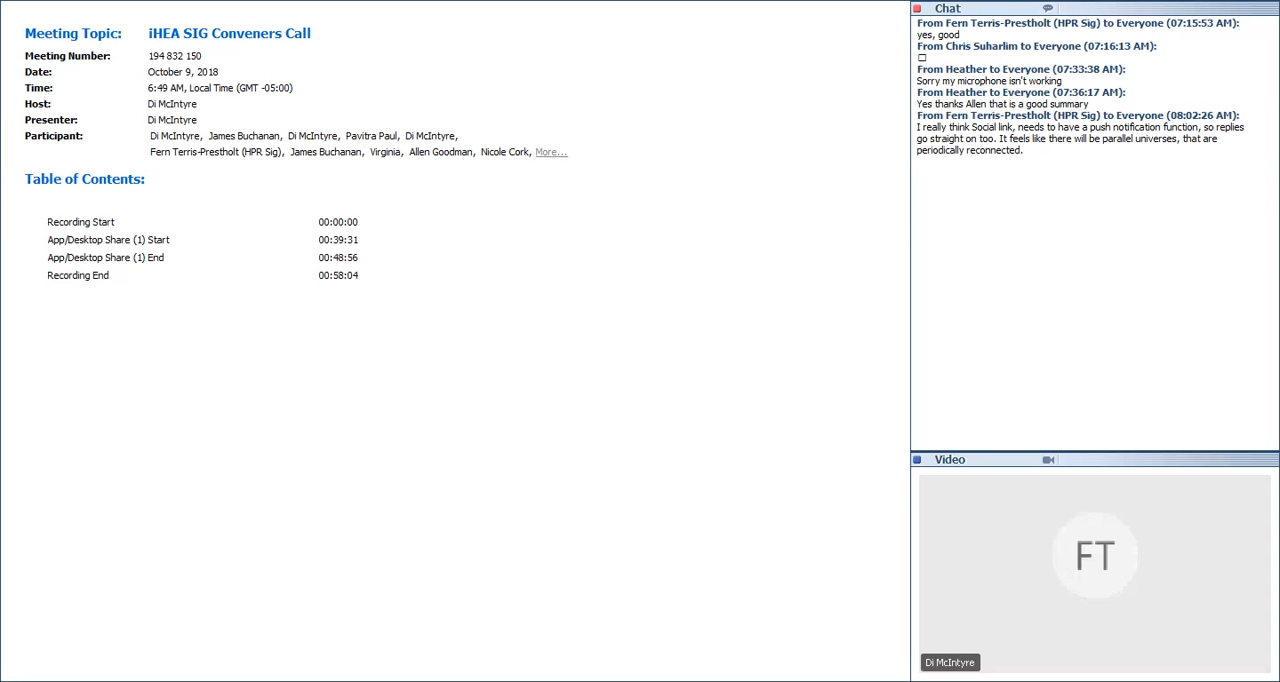 Meeting Topic: iHEA SIG Conveners Call
Meeting Number: 194 832 150
Date: October 9, 2018
Time: 6:49 AM, Local Time (GMT -05:00)
Host: Di McIntyre
Presenter: Di McIntyre
Participant: Di McIntyre, James Buchanan, Di McIntyre, Pavitra Paul, Di McIntyre,
Fern Terris-Prestholt (HPR Sig), James Buchanan, Virginia, Allen Goodman, Nicole Cork, More...
Table of Contents:
Recording Start 00:00:00
App/Desktop Share (1) Start 00:39:31
App/Desktop Share (1) End 00:48:56
Recording End 00:58:04
Chat
From Fern Terris-Prestholt (HPR Sig) to Everyone (07:15:53 AM):
yes, good
From Chris Suharlim to Everyone (07:16:13 AM):
From Heather to Everyone (07:33:38 AM):
Sorry my microphone isn't working
From Heather to Everyone (07:36:17 AM):
Yes thanks Allen that is a good summary
From Fern Terris-Prestholt (HPR Sig) to Everyone (08:02:26 AM):
I really think Social link, needs to have a push notification function, so replies
go straight on too. It feels like there will be parallel universes, that are
periodically reconnected.
Video
FT
Di McIntyre